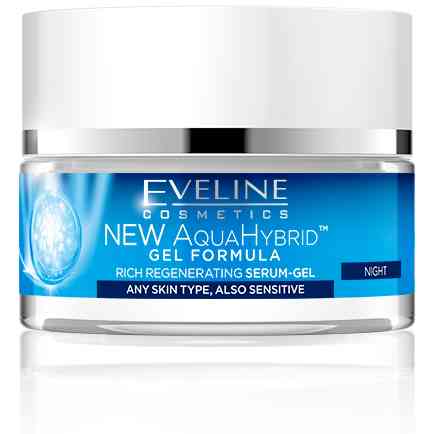 EVELINE
COSMETICS
NEW AQUAHYBRID™
GEL FORMULA
RICH REGENERATING SERUM-GEL
NIGHT
ANY SKIN TYPE, ALSO SENSITIVE